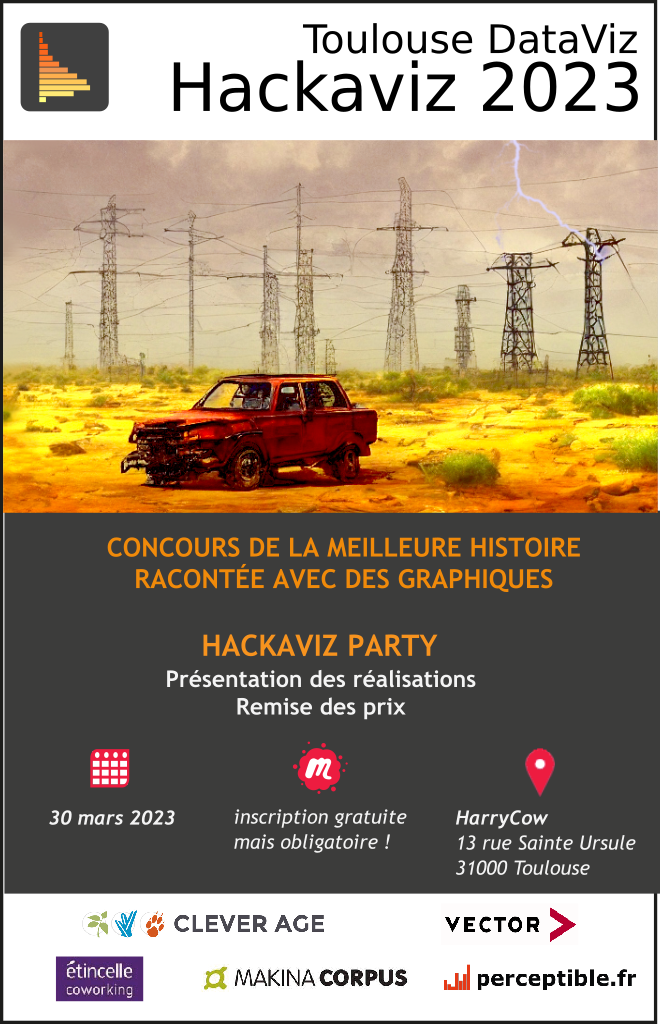 Toulouse DataViz
Hackaviz 2023
CONCOURS DE LA MEILLEURE HISTOIRE
RACONTÉE AVEC DES GRAPHIQUES
HACKAVIZ PARTY
Présentation des réalisations
Remise des prix
30 mars 2023
m
inscription gratuite
mais obligatoire !
HarryCow
13 rue Sainte Ursule
31000 Toulouse
CLEVER AGE
VECTOR
étincelle
coworking
MAKINA CORPUS
perceptible.fr